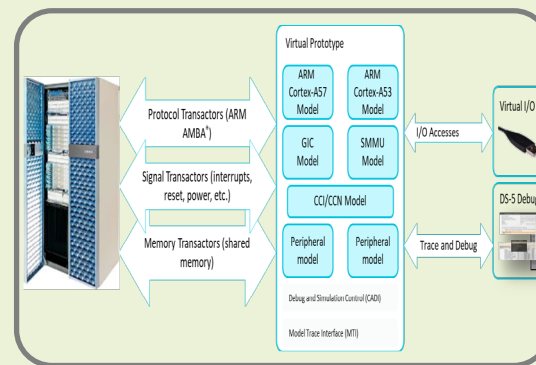 Virtual Prototype
ARM
Cortex-A57
Model
ARM
Cortex-A53
Model
Protocol Transactors (ARM
AMBA®)
GIC
Model
SMMU
Model
Signal Transactors (interrupts,
reset, power, etc.)
CCI/CCN Model
Memory Transactors (shared
memory)
Peripheral
model
Peripheral
model
Debug and Simulation Control (CADI)
Model Trace Interface (MTI)
I/O Accesses
Virtual I/O
Trace and Debug
DS-5 Debug